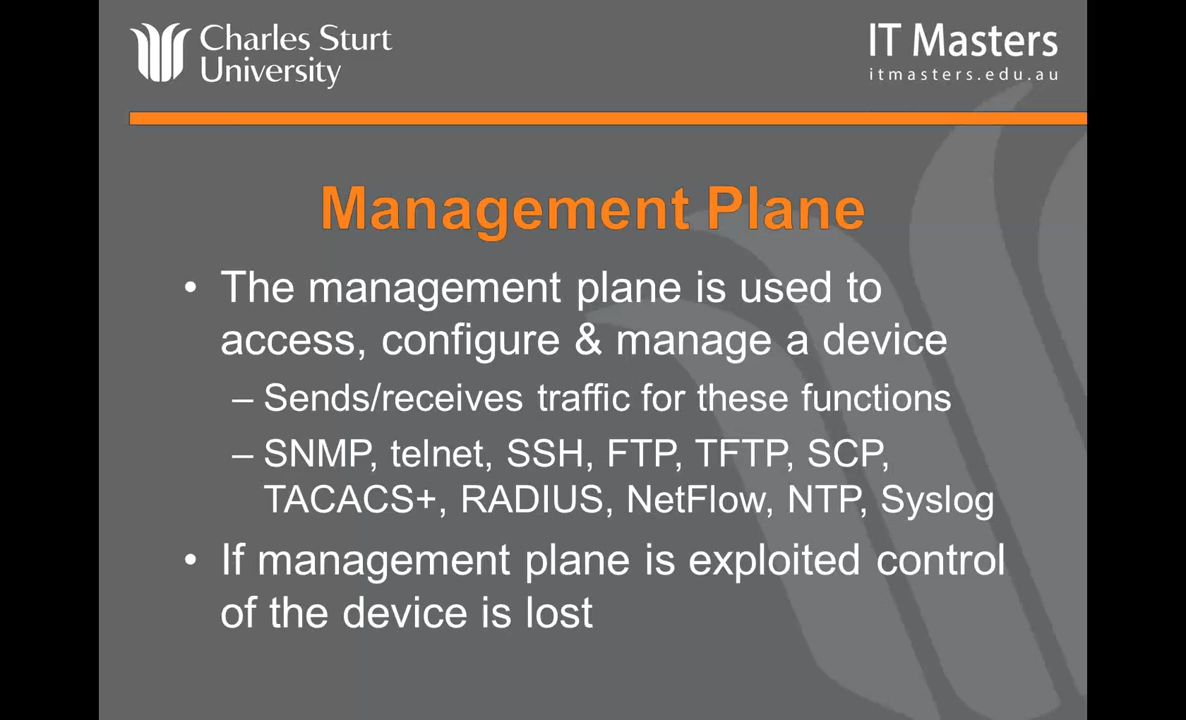 Charles Sturt
University
IT Masters
itmasters.edu.au
Management Plane
• The management plane is used to
access, configure & manage a device
– Sends/receives traffic for these functions
– SNMP, telnet, SSH, FTP, TFTP, SCP,
TACACS+, RADIUS, NetFlow, NTP, Syslog
• If management plane is exploited control
of the device is lost